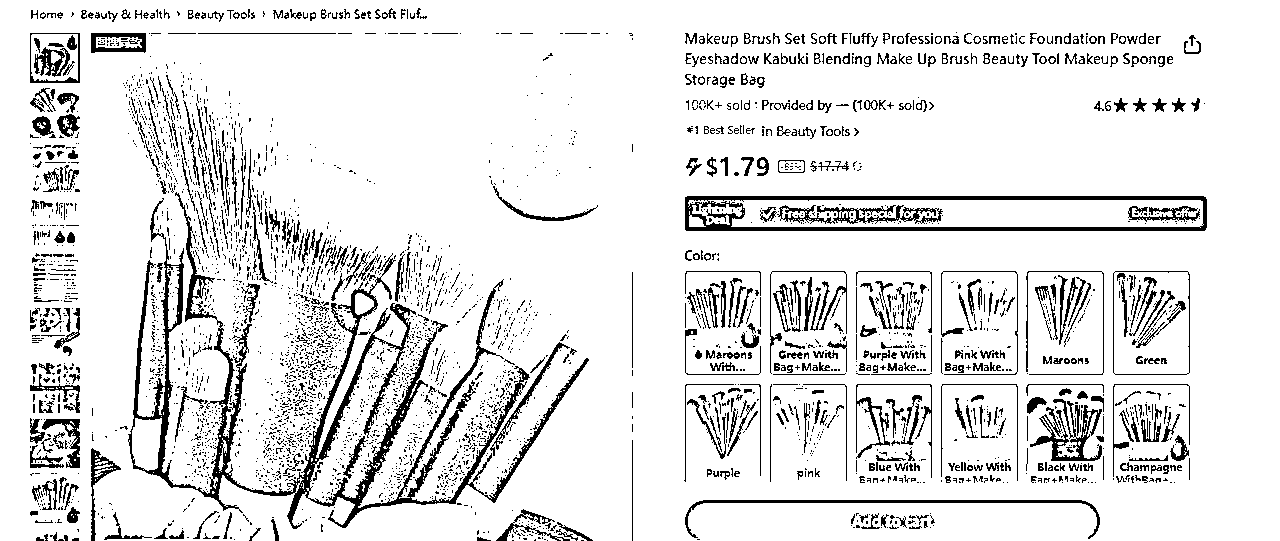 Home › Beauty & Health › Beauty Tools › Makeup Brush Set Soft Fluf...
Makeup Brush Set Soft Fluffy Professiona Cosmetic Foundation Powder
Eyeshadow Kabuki Blending Make Up Brush Beauty Tool Makeup Sponge
Storage Bag
100K+ sold
Provided by — (100K+ sold)›
4.6
#1 Best Seller in Beauty Tools ›
$1.79 $17.74
Lightning
Deal
Free shipping special for you
Exclusive offer
Color:
Maroons
With...
Green With
Bag+Make...
Purple With
Bag+Make...
Pink With
Bag+Make...
Maroons
Green
Purple
pink
Blue With
Bag+Make...
Yellow With
Bag+Make...
Black With
Bag+Make...
Champagne
WithBag+...
Add to cart